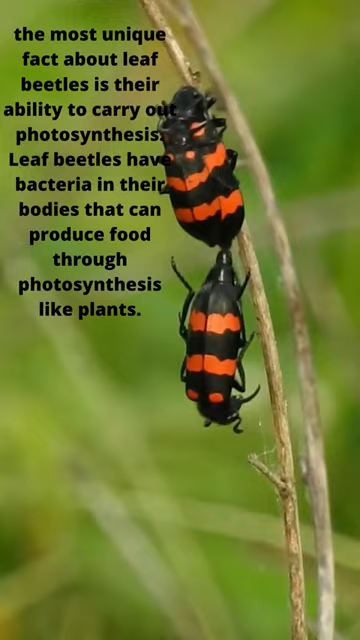 the most unique
fact about leaf
beetles is their
ability to carry out
photosynthesis.
Leaf beetles have
bacteria in their
bodies that can
produce food
through
photosynthesis
like plants.